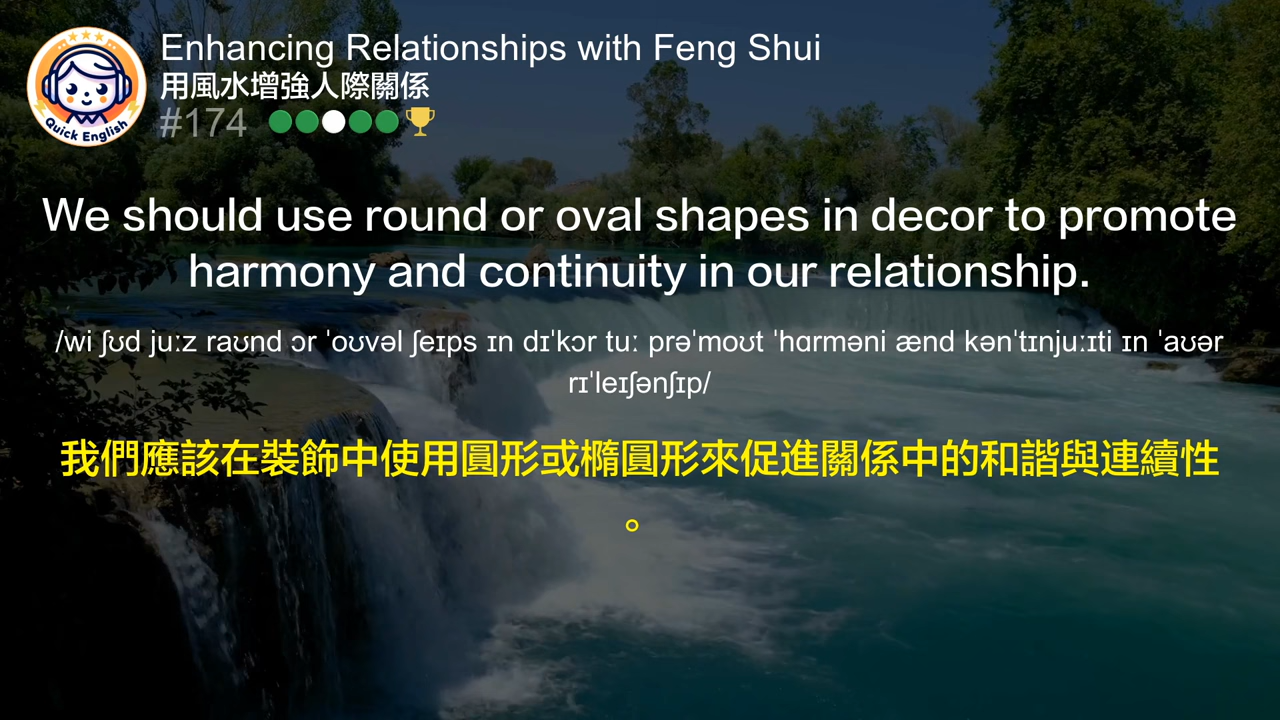 Enhancing Relationships with Feng Shui
用風水增強人際關係
#174
Quick English
We should use round or oval shapes in decor to promote
harmony and continuity in our relationship.
/wi ʃʊd juːz raʊnd ɔr ˈoʊvəl ʃeɪps ɪn dɪˈkɔr tuː prəˈmoʊt ˈhɑrməni ænd kənˈtɪnjuːɪti ɪn ˈaʊər
rɪˈleɪʃənʃɪp/
我們應該在裝飾中使用圓形或橢圓形來促進關係中的和諧與連續性
。